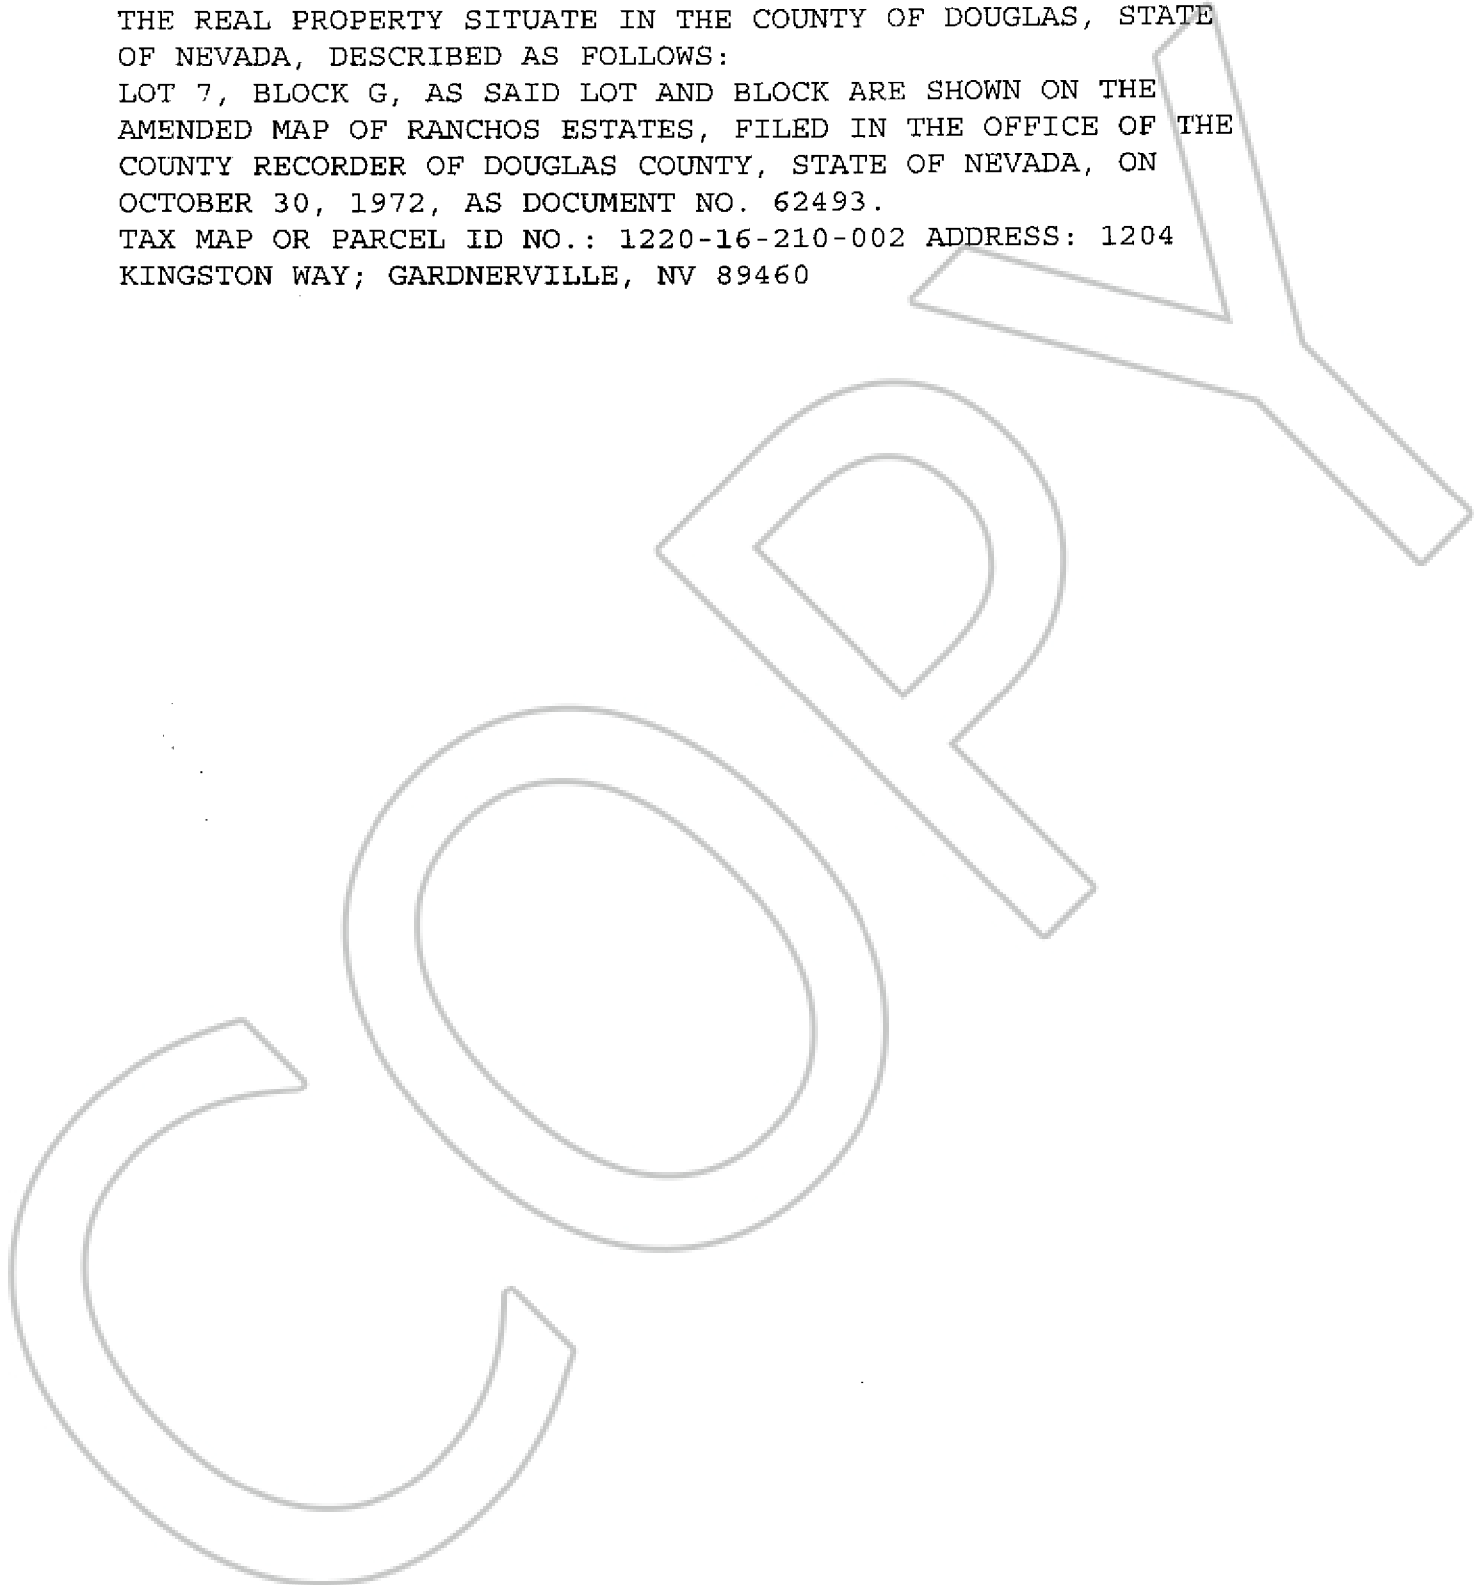 THE REAL PROPERTY SITUATE IN THE COUNTY OF DOUGLAS, STATE
OF NEVADA, DESCRIBED AS FOLLOWS:
LOT 7, BLOCK G, AS SAID LOT AND BLOCK ARE SHOWN ON THE
AMENDED MAP OF RANCHOS ESTATES, FILED IN THE OFFICE OF THE
COUNTY RECORDER OF DOUGLAS COUNTY, STATE OF NEVADA, ON
OCTOBER 30, 1972, AS DOCUMENT NO. 62493.
TAX MAP OR PARCEL ID NO.: 1220-16-210-002 ADDRESS: 1204
KINGSTON WAY; GARDNERVILLE, NV 89460
COPY